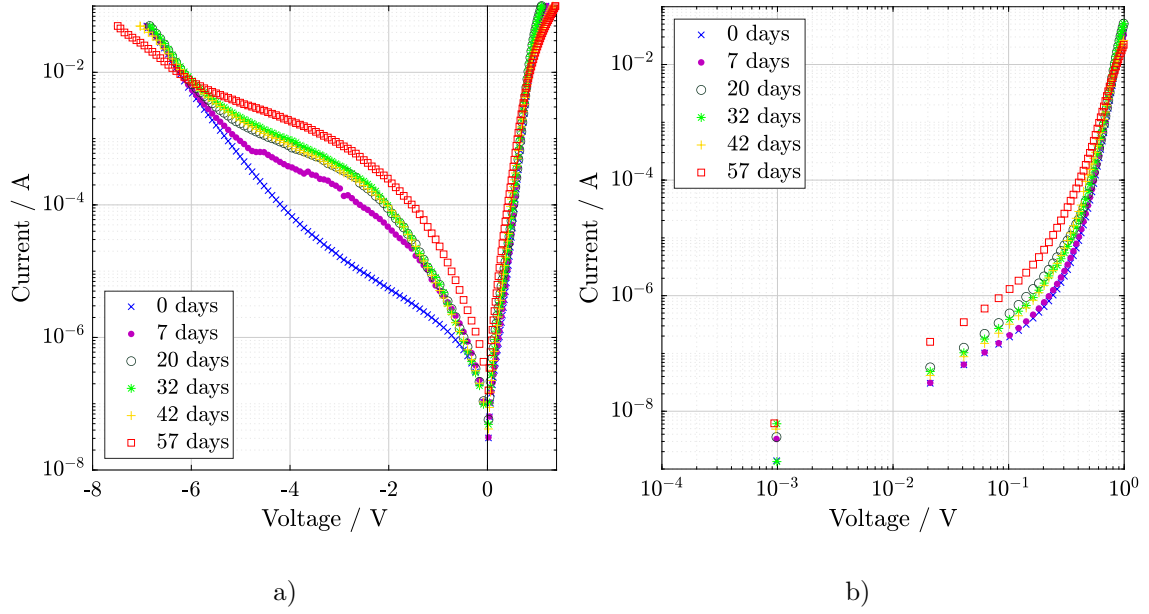 10^-2
10^-4
10^-6
10^-8
Current / A
-8
-6
-4
-2
0
Voltage / V
0 days
7 days
20 days
32 days
42 days
57 days
a)
10^-2
10^-4
10^-6
10^-8
Current / A
10^-4
10^-3
10^-2
10^-1
10^0
Voltage / V
0 days
7 days
20 days
32 days
42 days
57 days
b)